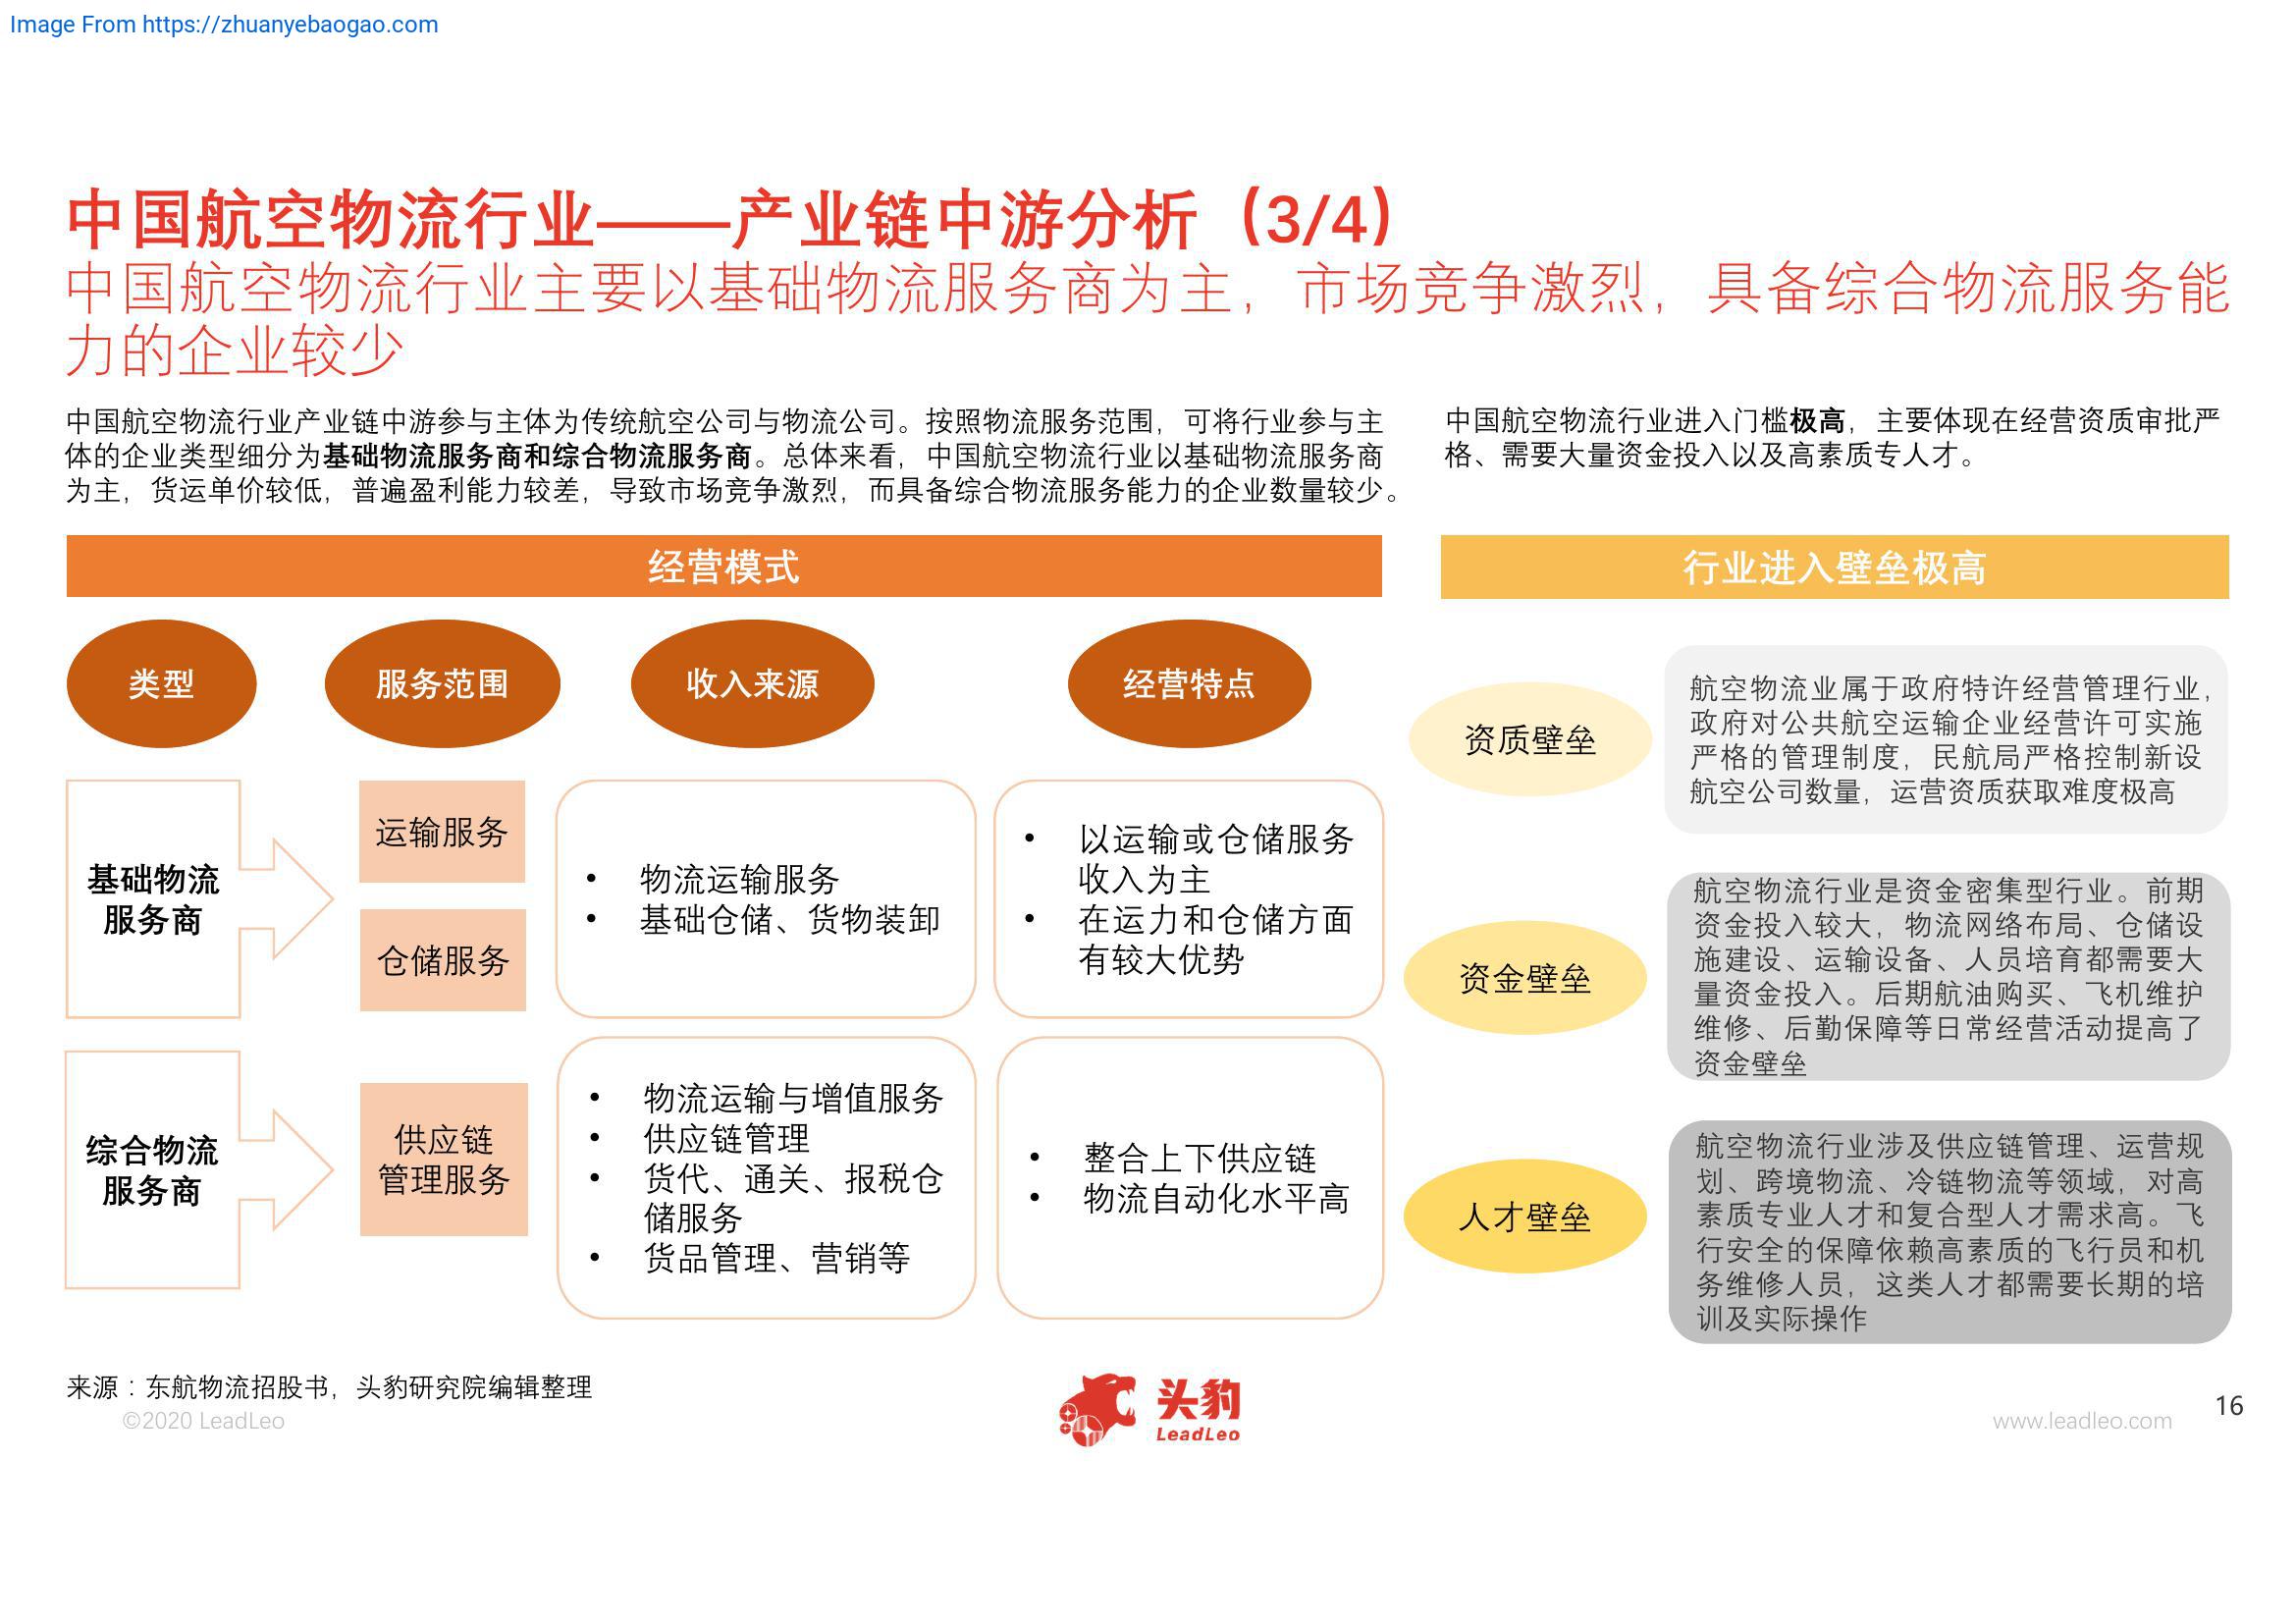 Image From https://zhuanyebaogao.com
中国航空物流行业——产业链中游分析（3/4）
中国航空物流行业主要以基础物流服务商为主，市场竞争激烈，具备综合物流服务能
力的企业较少
中国航空物流行业产业链中游参与主体为传统航空公司与物流公司。按照物流服务范围，可将行业参与主
体的企业类型细分为基础物流服务商和综合物流服务商。总体来看，中国航空物流行业以基础物流服务商
为主，货运单价较低，普遍盈利能力较差，导致市场竞争激烈，而具备综合物流服务能力的企业数量较少。
中国航空物流行业进入门槛极高，主要体现在经营资质审批严
格、需要大量资金投入以及高素质专人才。
经营模式
类型
服务范围
收入来源
经营特点
基础物流
服务商
运输服务
仓储服务
• 物流运输服务
• 基础仓储、货物装卸
• 以运输或仓储服务
收入为主
• 在运力和仓储方面
有较大优势
综合物流
服务商
供应链
管理服务
• 物流运输与增值服务
• 供应链管理
• 货代、通关、报税仓
储服务
• 货品管理、营销等
• 整合上下供应链
• 物流自动化水平高
行业进入壁垒极高
资质壁垒
航空物流业属于政府特许经营管理行业，
政府对公共航空运输企业经营许可实施
严格的管理制度，民航局严格控制新设
航空公司数量，运营资质获取难度极高
资金壁垒
航空物流行业是资金密集型行业。前期
资金投入较大，物流网络布局、仓储设
施建设、运输设备、人员培育都需要大
量资金投入。后期航油购买、飞机维护
维修、后勤保障等日常经营活动提高了
资金壁垒
人才壁垒
航空物流行业涉及供应链管理、运营规
划、跨境物流、冷链物流等领域，对高
素质专业人才和复合型人才需求高。飞
行安全的保障依赖高素质的飞行员和机
务维修人员，这类人才都需要长期的培
训及实际操作
来源：东航物流招股书，头豹研究院编辑整理
©2020 LeadLeo
头豹
LeadLeo
www.leadleo.com
16